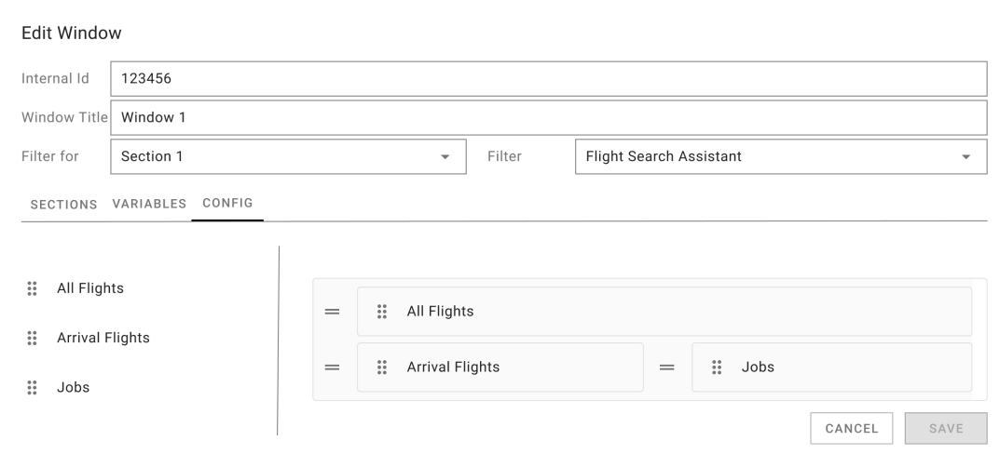 Edit Window
Internal Id 123456
Window Title Window 1
Filter for Section 1 Filter Flight Search Assistant
SECTIONS VARIABLES CONFIG
All Flights
Arrival Flights
Jobs
All Flights
Arrival Flights Jobs
CANCEL SAVE